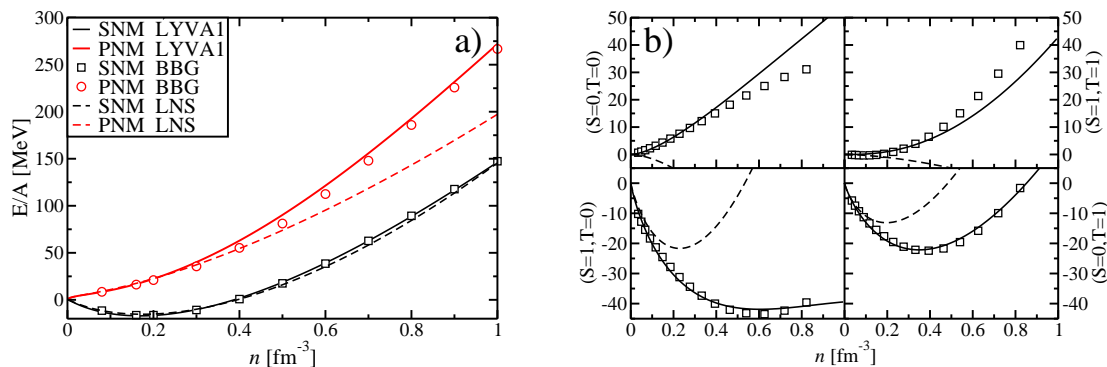 a)
SNM LYVA1
PNM LYVA1
SNM BBG
PNM BBG
SNM LNS
PNM LNS
E/A [MeV]
300
250
200
150
100
50
0
0 0.2 0.4 0.6 0.8 1
n [fm⁻³]
b)
(S=0,T=0)
50
40
30
20
10
0
(S=1,T=1)
50
40
30
20
10
0
(S=1,T=0)
0
-10
-20
-30
-40
(S=0,T=1)
0
-10
-20
-30
-40
0 0.2 0.4 0.6 0.8 0 0.2 0.4 0.6 0.8 1
n [fm⁻³]